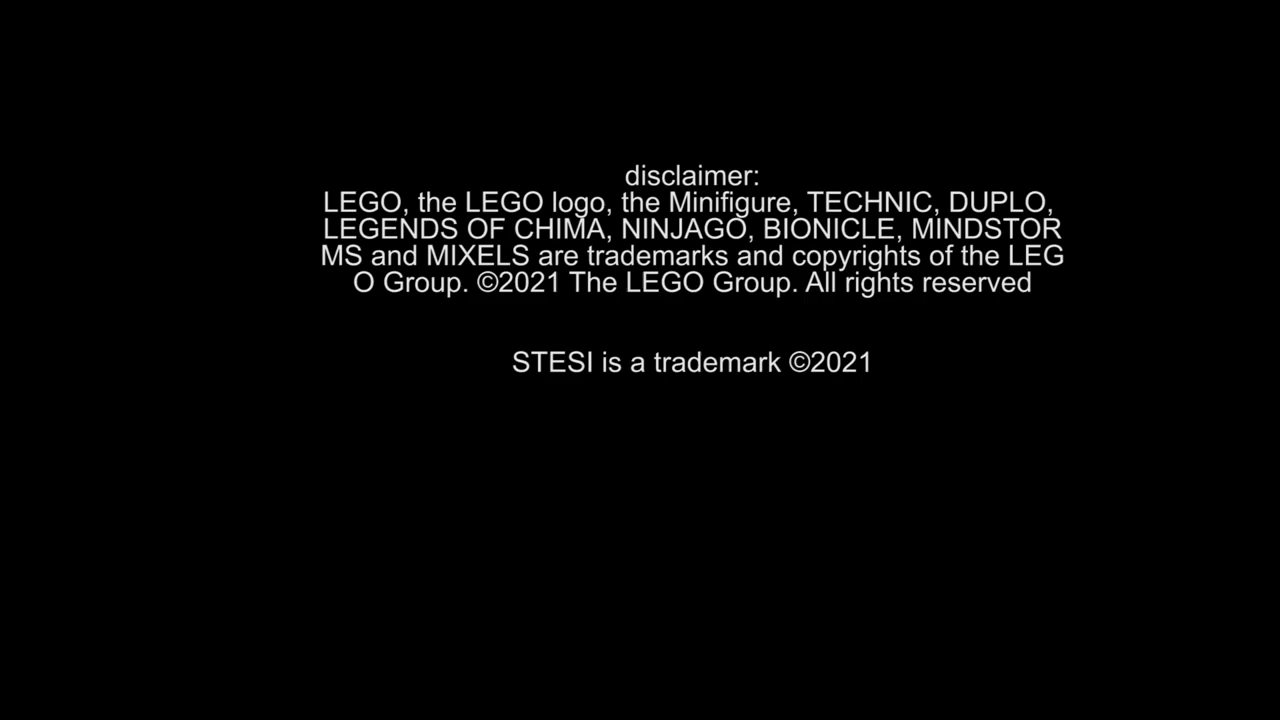 disclaimer:
LEGO, the LEGO logo, the Minifigure, TECHNIC, DUPLO,
LEGENDS OF CHIMA, NINJAGO, BIONICLE, MINDSTOR
MS and MIXELS are trademarks and copyrights of the LEG
O Group. ©2021 The LEGO Group. All rights reserved
STESI is a trademark ©2021